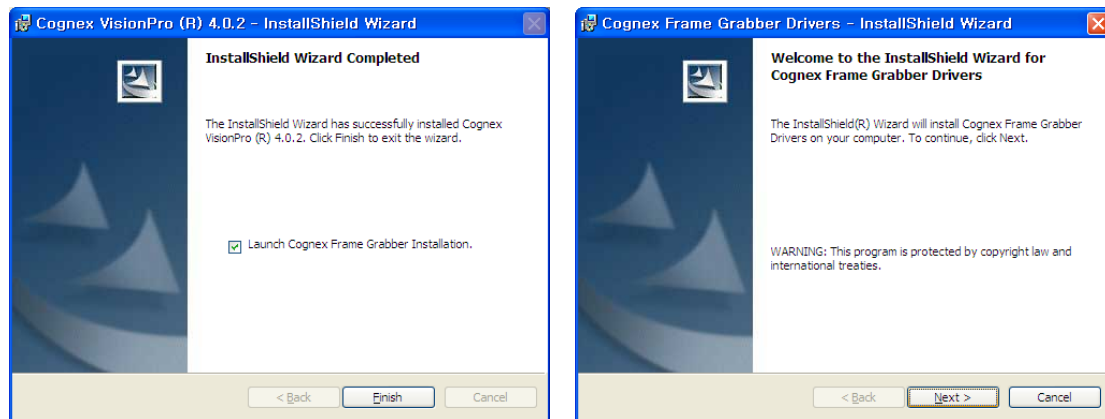 Cognex VisionPro (R) 4.0.2 - InstallShield Wizard
InstallShield Wizard Completed
The InstallShield Wizard has successfully installed Cognex
VisionPro (R) 4.0.2. Click Finish to exit the wizard.
Launch Cognex Frame Grabber Installation.
< Back
Finish
Cancel
Cognex Frame Grabber Drivers - InstallShield Wizard
Welcome to the InstallShield Wizard for
Cognex Frame Grabber Drivers
The InstallShield(R) Wizard will install Cognex Frame Grabber
Drivers on your computer. To continue, click Next.
WARNING: This program is protected by copyright law and
international treaties.
< Back
Next >
Cancel